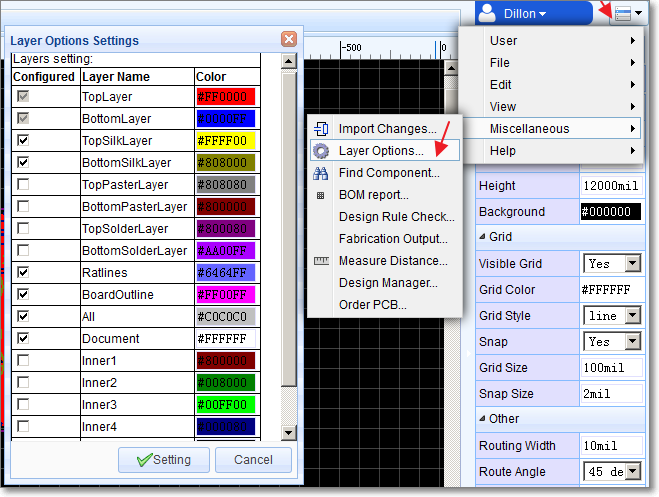 Dillon
Layer Options Settings
-500
0
Layers setting:
Configured Layer Name Color
TopLayer #FF0000
BottomLayer #0000FF
TopSilkLayer #FFFF00
BottomSilkLayer #808000
TopPasterLayer #808080
BottomPasterLayer #800000
TopSolderLayer #800080
BottomSolderLayer #AA00FF
Ratlines #6464FF
BoardOutline #FF00FF
All #C0C0C0
Document #FFFFFF
Inner1 #800000
Inner2 #008000
Inner3 #00FF00
Inner4 #000080
Setting Cancel
User
File
Edit
View
Miscellaneous
Help
Import Changes...
Layer Options...
Find Component...
BOM report...
Design Rule Check...
Fabrication Output...
Measure Distance...
Design Manager...
Order PCB...
Height 12000mil
Background #000000
Grid
Visible Grid Yes
Grid Color #FFFFFF
Grid Style line
Snap Yes
Grid Size 100mil
Snap Size 2mil
Other
Routing Width 10mil
Route Angle 45 de